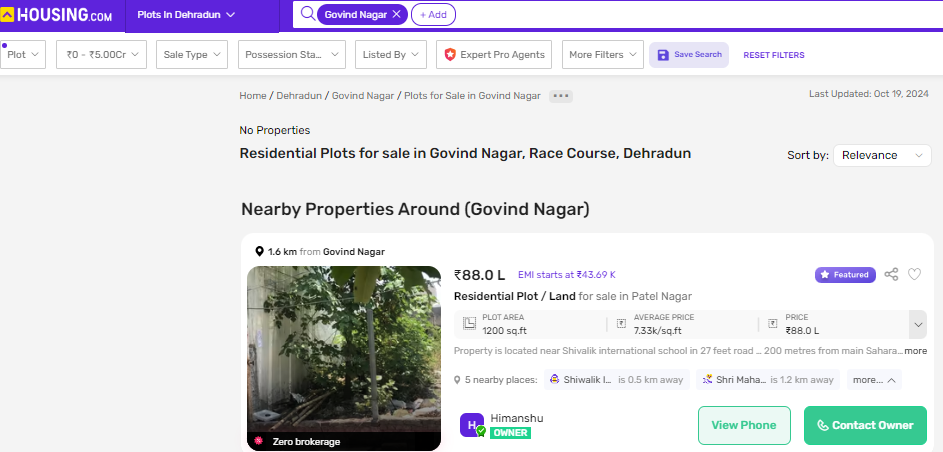 HOUSING.COM
Plots In Dehradun
Govind Nagar
+ Add
Plot
₹0 - ₹5.00Cr
Sale Type
Possession Sta...
Listed By
Expert Pro Agents
More Filters
Save Search
RESET FILTERS
Home / Dehradun / Govind Nagar / Plots for Sale in Govind Nagar
Last Updated: Oct 19, 2024
No Properties
Residential Plots for sale in Govind Nagar, Race Course, Dehradun
Sort by:
Relevance
Nearby Properties Around (Govind Nagar)
1.6 km from Govind Nagar
₹88.0 L
EMI starts at ₹43.69 K
Featured
Residential Plot / Land for sale in Patel Nagar
PLOT AREA
1200 sq.ft
AVERAGE PRICE
7.33k/sq.ft
PRICE
₹88.0 L
Property is located near Shivalik international school in 27 feet road ... 200 metres from main Sahara... more
5 nearby places:
Shiwalik I... is 0.5 km away
Shri Maha... is 1.2 km away
more...
H
Himanshu
OWNER
View Phone
Contact Owner
Zero brokerage